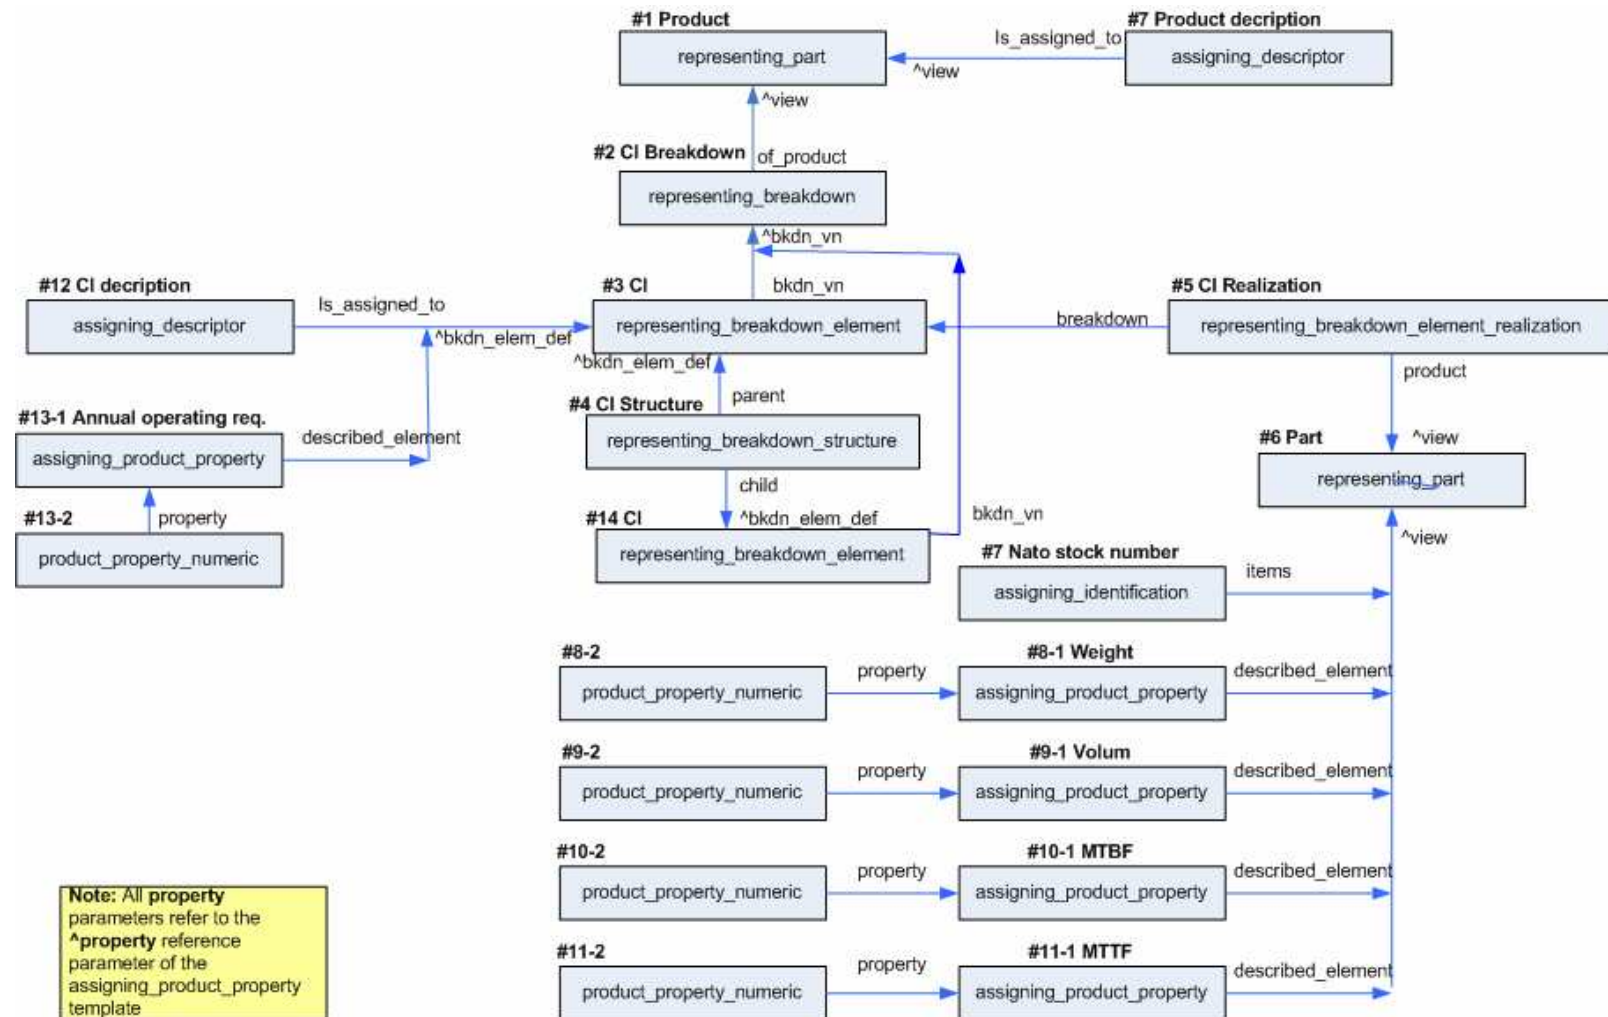 #1 Product
#7 Product decription
representing_part
Is_assigned_to
^view
assigning_descriptor
^view
#2 CI Breakdown
of_product
representing_breakdown
^bkdn_vn
#12 CI decription
#3 CI
bkdn_vn
#5 CI Realization
assigning_descriptor
Is_assigned_to
^bkdn_elem_def
representing_breakdown_element
breakdown
representing_breakdown_element_realization
^bkdn_elem_def
product
parent
#4 CI Structure
#13-1 Annual operating req.
described_element
assigning_product_property
representing_breakdown_structure
^view
#6 Part
representing_part
child
#13-2
property
#14 CI
^bkdn_elem_def
bkdn_vn
^view
product_property_numeric
representing_breakdown_element
#7 Nato stock number
items
assigning_identification
#8-2
#8-1 Weight
product_property_numeric
property
assigning_product_property
described_element
#9-2
#9-1 Volum
product_property_numeric
property
assigning_product_property
described_element
#10-2
#10-1 MTBF
product_property_numeric
property
assigning_product_property
described_element
#11-2
#11-1 MTTF
product_property_numeric
property
assigning_product_property
described_element
Note: All property
parameters refer to the
^property reference
parameter of the
assigning_product_property
template